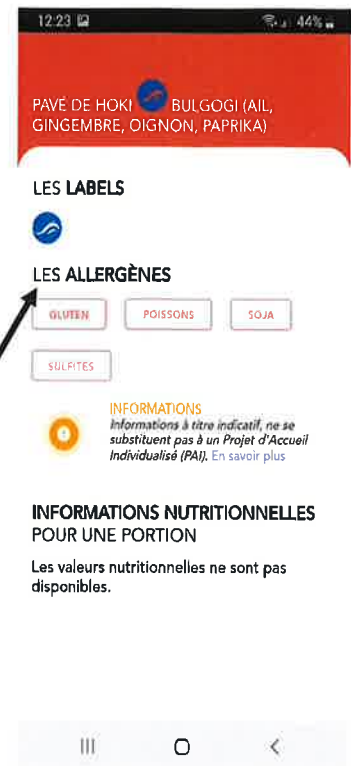 12:23 44%
PAVÉ DE HOKI BULGOGI (AIL,
GINGEMBRE, OIGNON, PAPRIKA)
LES LABELS
LES ALLERGÈNES
GLUTEN POISSONS SOJA
SULFITES
INFORMATIONS
Informations à titre indicatif, ne se
substituent pas à un Projet d'Accueil
Individualisé (PAI). En savoir plus
INFORMATIONS NUTRITIONNELLES
POUR UNE PORTION
Les valeurs nutritionnelles ne sont pas
disponibles.